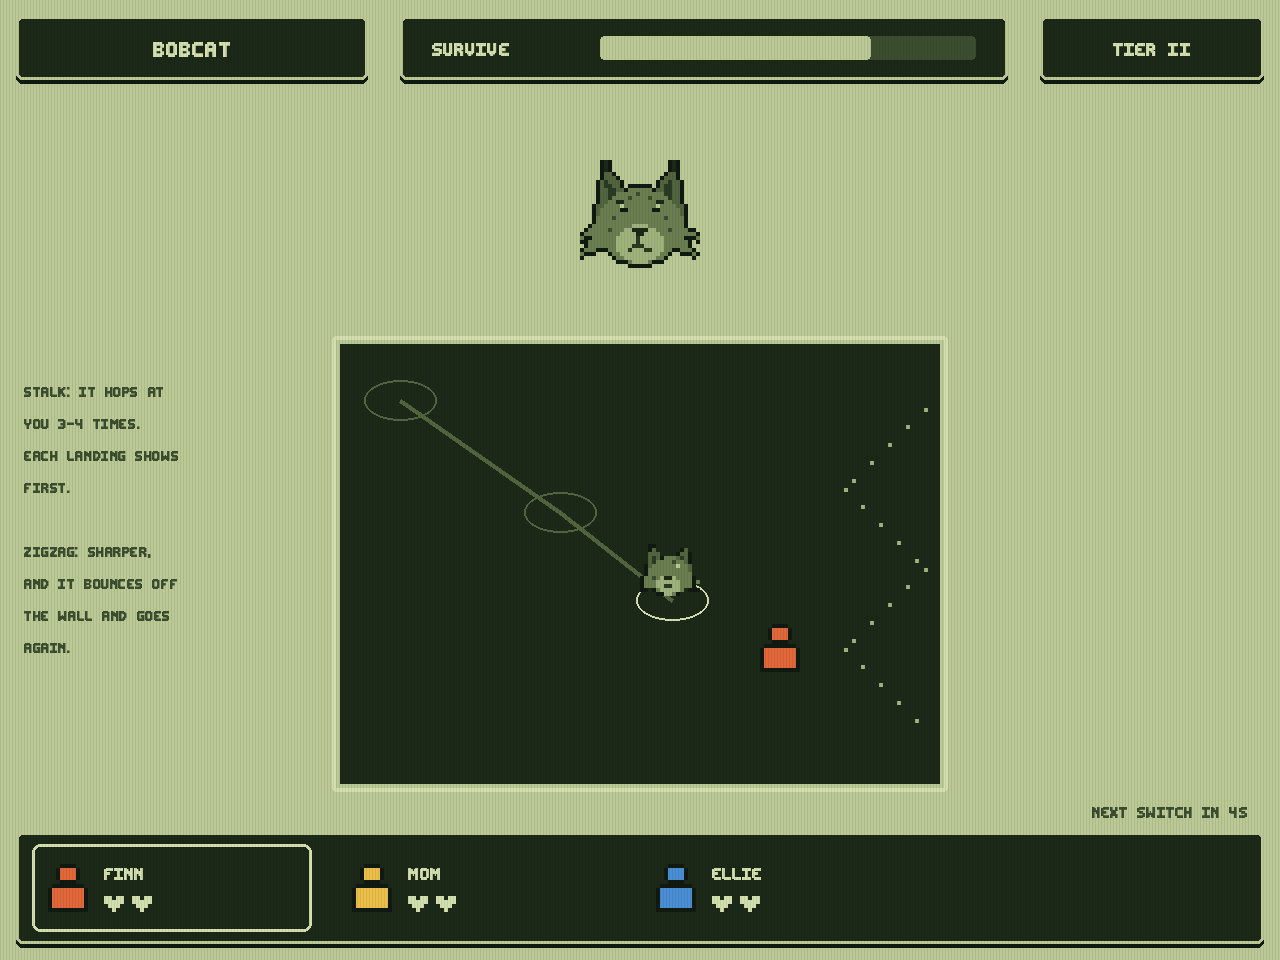 BOBCAT
SURVIVE
TIER II
STALK: IT HOPS AT
YOU 3-4 TIMES.
EACH LANDING SHOWS
FIRST.
ZIGZAG: SHARPER,
AND IT BOUNCES OFF
THE WALL AND GOES
AGAIN.
NEXT SWITCH IN 4S
FINN
MOM
ELLIE